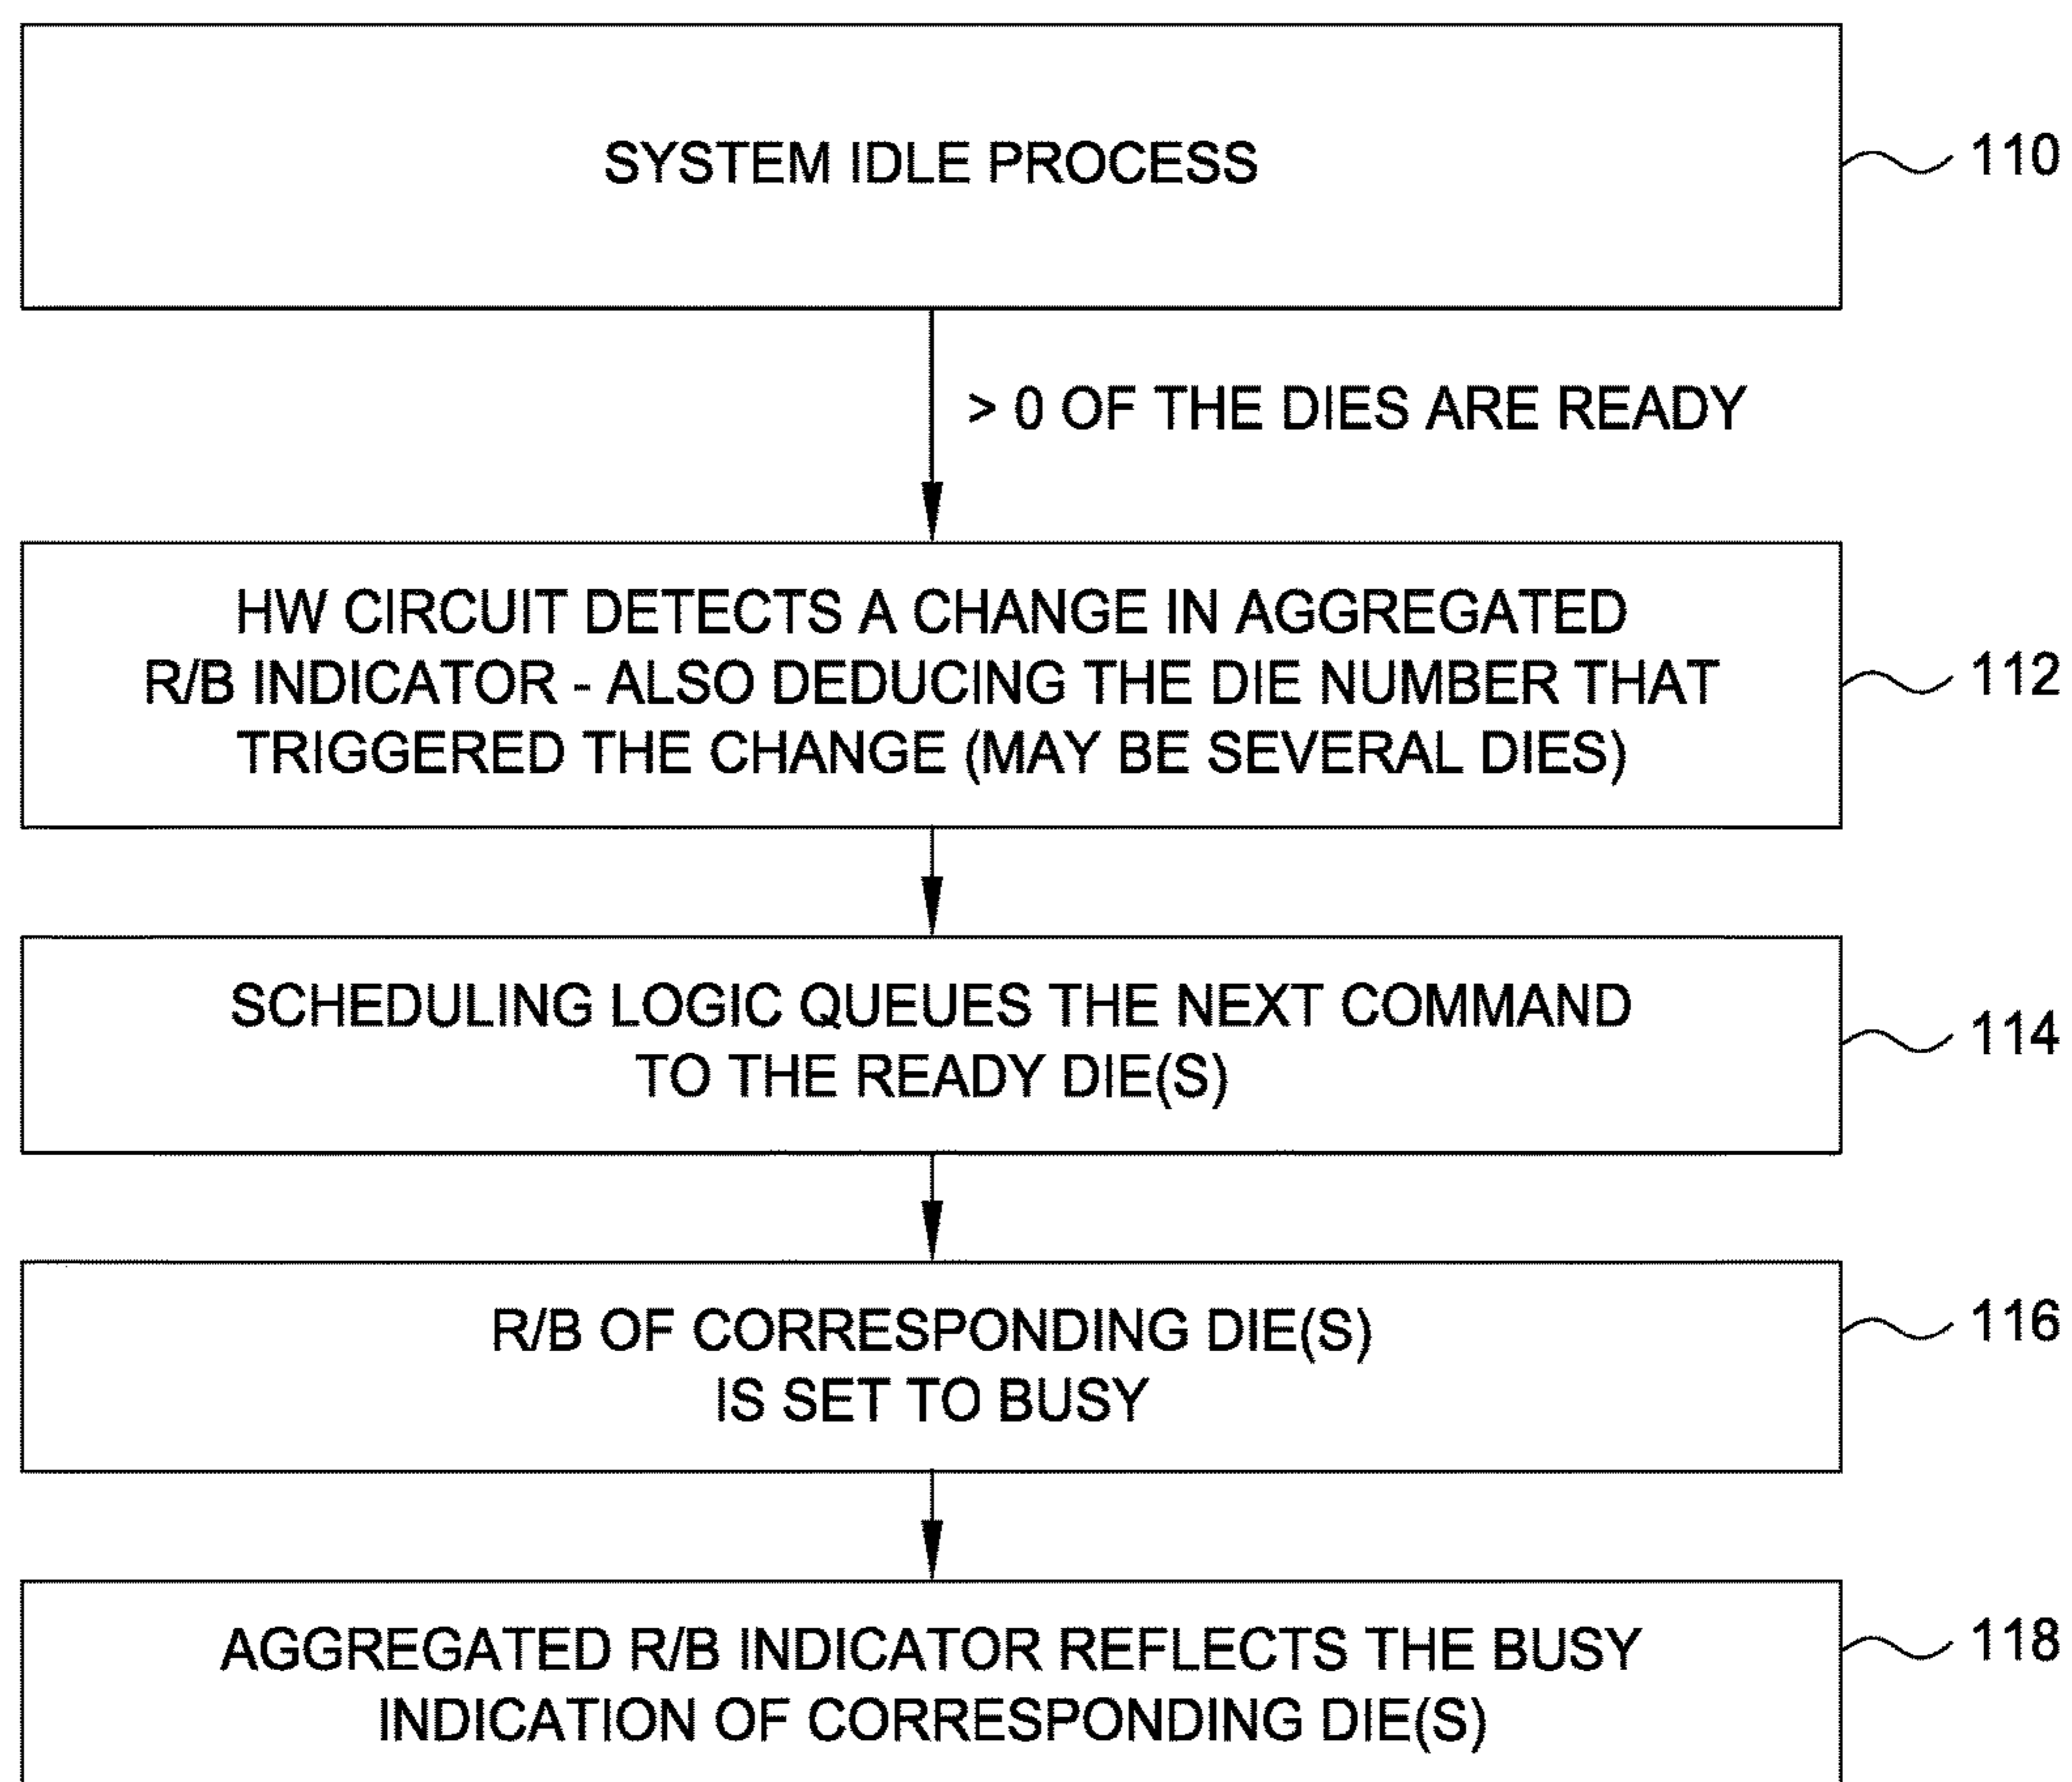 SYSTEM IDLE PROCESS
110
> 0 OF THE DIES ARE READY
HW CIRCUIT DETECTS A CHANGE IN AGGREGATED
R/B INDICATOR - ALSO DEDUCING THE DIE NUMBER THAT
TRIGGERED THE CHANGE (MAY BE SEVERAL DIES)
112
SCHEDULING LOGIC QUEUES THE NEXT COMMAND
TO THE READY DIE(S)
114
R/B OF CORRESPONDING DIE(S)
IS SET TO BUSY
116
AGGREGATED R/B INDICATOR REFLECTS THE BUSY
INDICATION OF CORRESPONDING DIE(S)
118